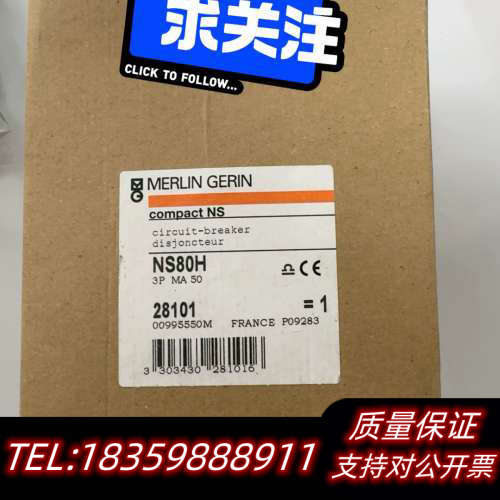 求关注
CLICK TO FOLLOW...
MERLIN GERIN
compact NS
circuit-breaker
disjoncteur
NS80H
3P MA 50
28101 = 1
00995550M FRANCE P09283
3 303430 281016
TEL:18359888911
质量保证
支持对公开票